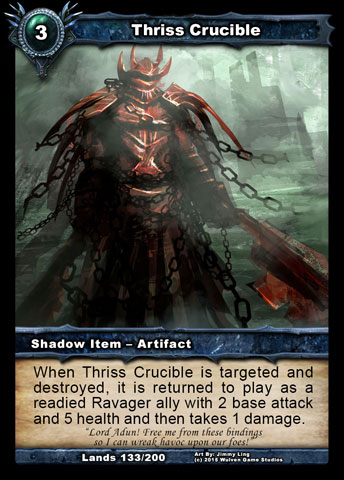 3
Thriss Crucible
Shadow Item – Artifact
When Thriss Crucible is targeted and
destroyed, it is returned to play as a
readied Ravager ally with 2 base attack
and 5 health and then takes 1 damage.
"Lord Adun! Free me from these bindings
so I can wreak havoc upon our foes!"
Lands 133/200
Art By: Jimmy Ling
(c) 2015 Wulven Game Studios